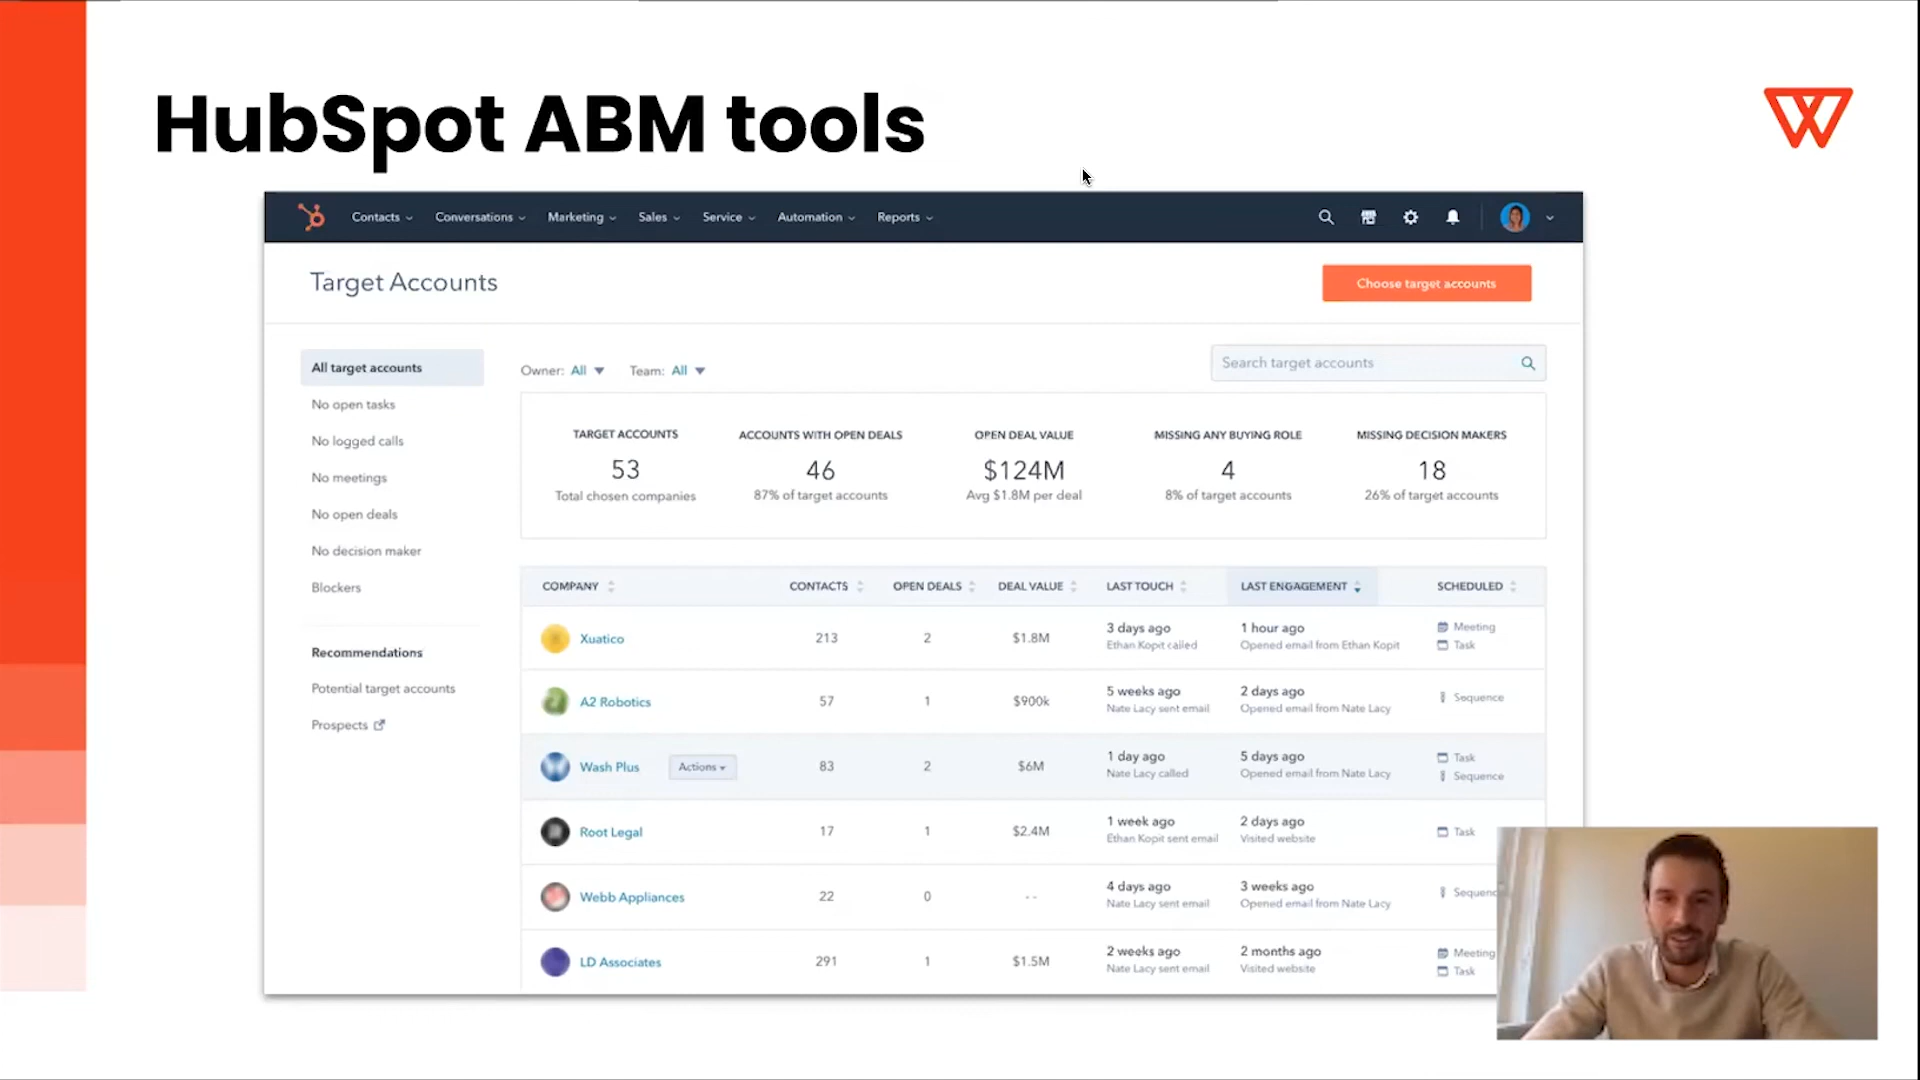 HubSpot ABM tools
Contacts Conversations Marketing Sales Service Automation Reports
Target Accounts
Choose target accounts
All target accounts
No open tasks
No logged calls
No meetings
No open deals
No decision maker
Blockers
Recommendations
Potential target accounts
Prospects
Owner: All Team: All
Search target accounts
TARGET ACCOUNTS
53
Total chosen companies
ACCOUNTS WITH OPEN DEALS
46
87% of target accounts
OPEN DEAL VALUE
$124M
Avg $1.8M per deal
MISSING ANY BUYING ROLE
4
8% of target accounts
MISSING DECISION MAKERS
18
26% of target accounts
COMPANY CONTACTS OPEN DEALS DEAL VALUE LAST TOUCH LAST ENGAGEMENT SCHEDULED
Xuatico 213 2 $1.8M 3 days ago 1 hour ago Meeting
Ethan Kopit called Opened email from Ethan Kopit Task
A2 Robotics 57 1 $900k 5 weeks ago 2 days ago Sequence
Nate Lacy sent email Opened email from Nate Lacy
Wash Plus Actions 83 2 $6M 1 day ago 5 days ago Task
Nate Lacy called Opened email from Nate Lacy Sequence
Root Legal 17 1 $2.4M 1 week ago 2 days ago Task
Ethan Kopit sent email Visited website
Webb Appliances 22 0 -- 4 days ago 3 weeks ago Sequenc
Nate Lacy sent email Opened email from Nate Lacy
LD Associates 291 1 $1.5M 2 weeks ago 2 months ago Meeting
Nate Lacy sent email Visited website Task